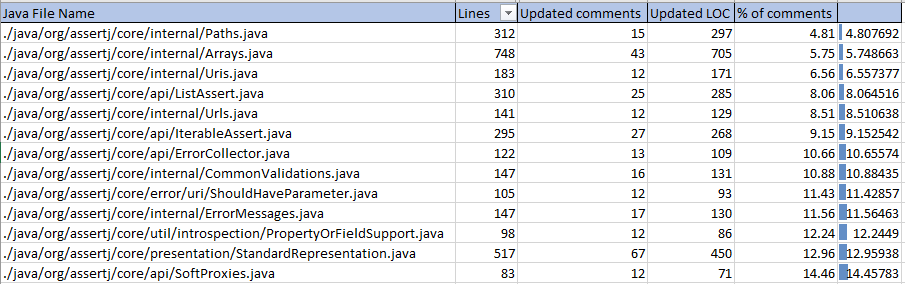 Java File Name Lines Updated comments Updated LOC % of comments
./java/org/assertj/core/internal/Paths.java 312 15 297 4.81 4.807692
./java/org/assertj/core/internal/Arrays.java 748 43 705 5.75 5.748663
./java/org/assertj/core/internal/Uris.java 183 12 171 6.56 6.557377
./java/org/assertj/core/api/ListAssert.java 310 25 285 8.06 8.064516
./java/org/assertj/core/internal/Urls.java 141 12 129 8.51 8.510638
./java/org/assertj/core/api/IterableAssert.java 295 27 268 9.15 9.152542
./java/org/assertj/core/api/ErrorCollector.java 122 13 109 10.66 10.65574
./java/org/assertj/core/internal/CommonValidations.java 147 16 131 10.88 10.88435
./java/org/assertj/core/error/uri/ShouldHaveParameter.java 105 12 93 11.43 11.42857
./java/org/assertj/core/internal/ErrorMessages.java 147 17 130 11.56 11.56463
./java/org/assertj/core/util/introspection/PropertyOrFieldSupport.java 98 12 86 12.24 12.2449
./java/org/assertj/core/presentation/StandardRepresentation.java 517 67 450 12.96 12.95938
./java/org/assertj/core/api/SoftProxies.java 83 12 71 14.46 14.45783